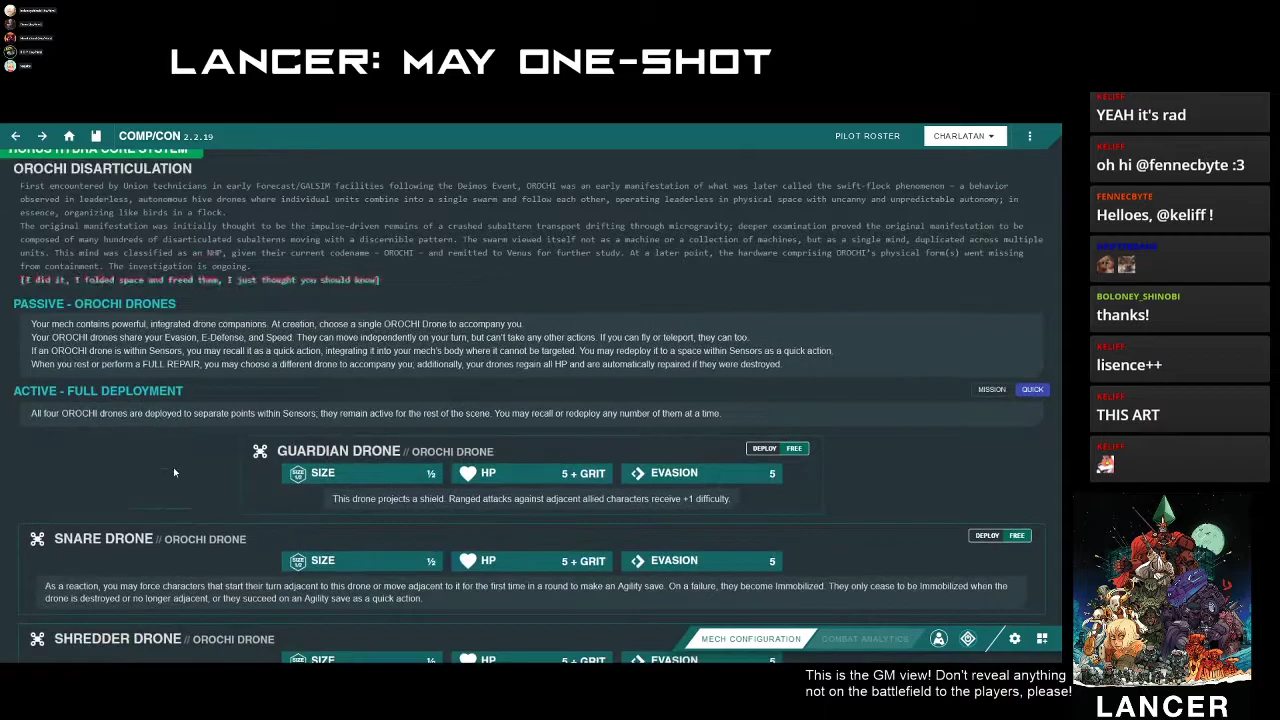 LANCER: MAY ONE-SHOT
COMP/CON 2.2.19
PILOT ROSTER
CHARLATAN
HORUS HYDRA CORE SYSTEM
OROCHI DISARTICULATION
First encountered by Union technicians in early Forecast/GALSIM facilities following the Deimos Event, OROCHI was an early manifestation of what was later called the swift-flock phenomenon – a behavior
observed in leaderless, autonomous hive drones where individual units combine into a single swarm and follow each other, operating leaderless in physical space with uncanny and unpredictable autonomy; in
essence, organizing like birds in a flock.
The original manifestation was initially thought to be the impulse-driven remains of a crashed subaltern transport drifting through microgravity; deeper examination proved the original manifestation to be
composed of many hundreds of disarticulated subalterns moving with a discernible pattern. The swarm viewed itself not as a machine or a collection of machines, but as a single mind, duplicated across multiple
units. This mind was classified as an NHP, given their current codename – OROCHI – and remitted to Venus for further study. At a later point, the hardware comprising OROCHI's physical form(s) went missing
from containment. The investigation is ongoing.
[I did it, I folded space and freed them, I just thought you should know]
PASSIVE - OROCHI DRONES
Your mech contains powerful, integrated drone companions. At creation, choose a single OROCHI Drone to accompany you.
Your OROCHI drones share your Evasion, E-Defense, and Speed. They can move independently on your turn, but can't take any other actions. If you can fly or teleport, they can too.
If an OROCHI drone is within Sensors, you may recall it as a quick action, integrating it into your mech's body where it cannot be targeted. You may redeploy it to a space within Sensors as a quick action.
When you rest or perform a FULL REPAIR, you may choose a different drone to accompany you; additionally, your drones regain all HP and are automatically repaired if they were destroyed.
ACTIVE - FULL DEPLOYMENT
MISSION QUICK
All four OROCHI drones are deployed to separate points within Sensors; they remain active for the rest of the scene. You may recall or redeploy any number of them at a time.
GUARDIAN DRONE // OROCHI DRONE
DEPLOY FREE
SIZE ½ HP 5 + GRIT EVASION 5
This drone projects a shield. Ranged attacks against adjacent allied characters receive +1 difficulty.
SNARE DRONE // OROCHI DRONE
DEPLOY FREE
SIZE ½ HP 5 + GRIT EVASION 5
As a reaction, you may force characters that start their turn adjacent to this drone or move adjacent to it for the first time in a round to make an Agility save. On a failure, they become Immobilized. They only cease to be Immobilized when the
drone is destroyed or no longer adjacent, or they succeed on an Agility save as a quick action.
SHREDDER DRONE // OROCHI DRONE
SIZE ½ HP 5 + GRIT EVASION 5
MECH CONFIGURATION
COMBAT ANALYTICS
KELIFF
YEAH it's rad
KELIFF
oh hi @fennecbyte :3
FENNECBYTE
Helloes, @keliff !
BOLONEY_SHINOBI
thanks!
KELIFF
lisence++
KELIFF
THIS ART
KELIFF
This is the GM view! Don't reveal anything
not on the battlefield to the players, please!
LANCER